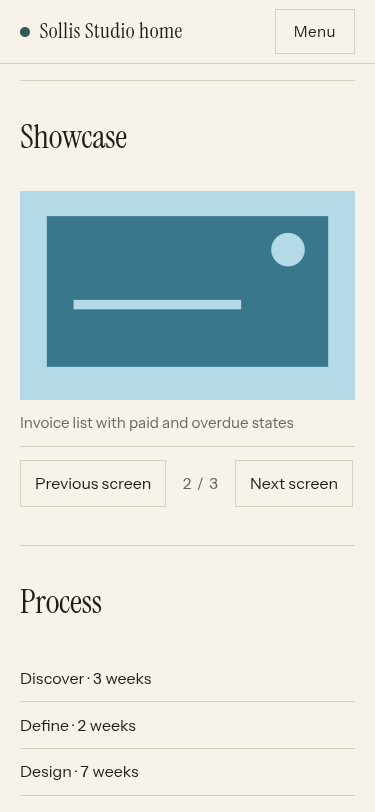 Sollis Studio home
Menu
Showcase
Invoice list with paid and overdue states
Previous screen
2 / 3
Next screen
Process
Discover · 3 weeks
Define · 2 weeks
Design · 7 weeks